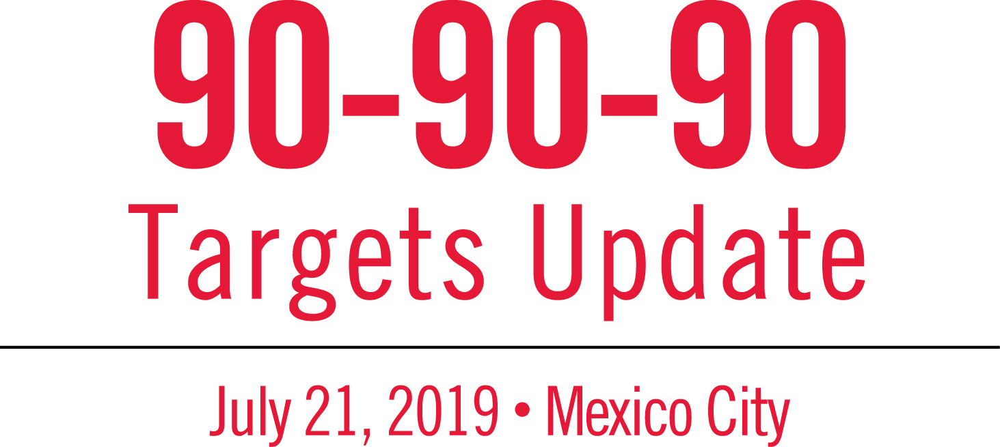 90–90–90
Targets Update
July 21, 2019 • Mexico City